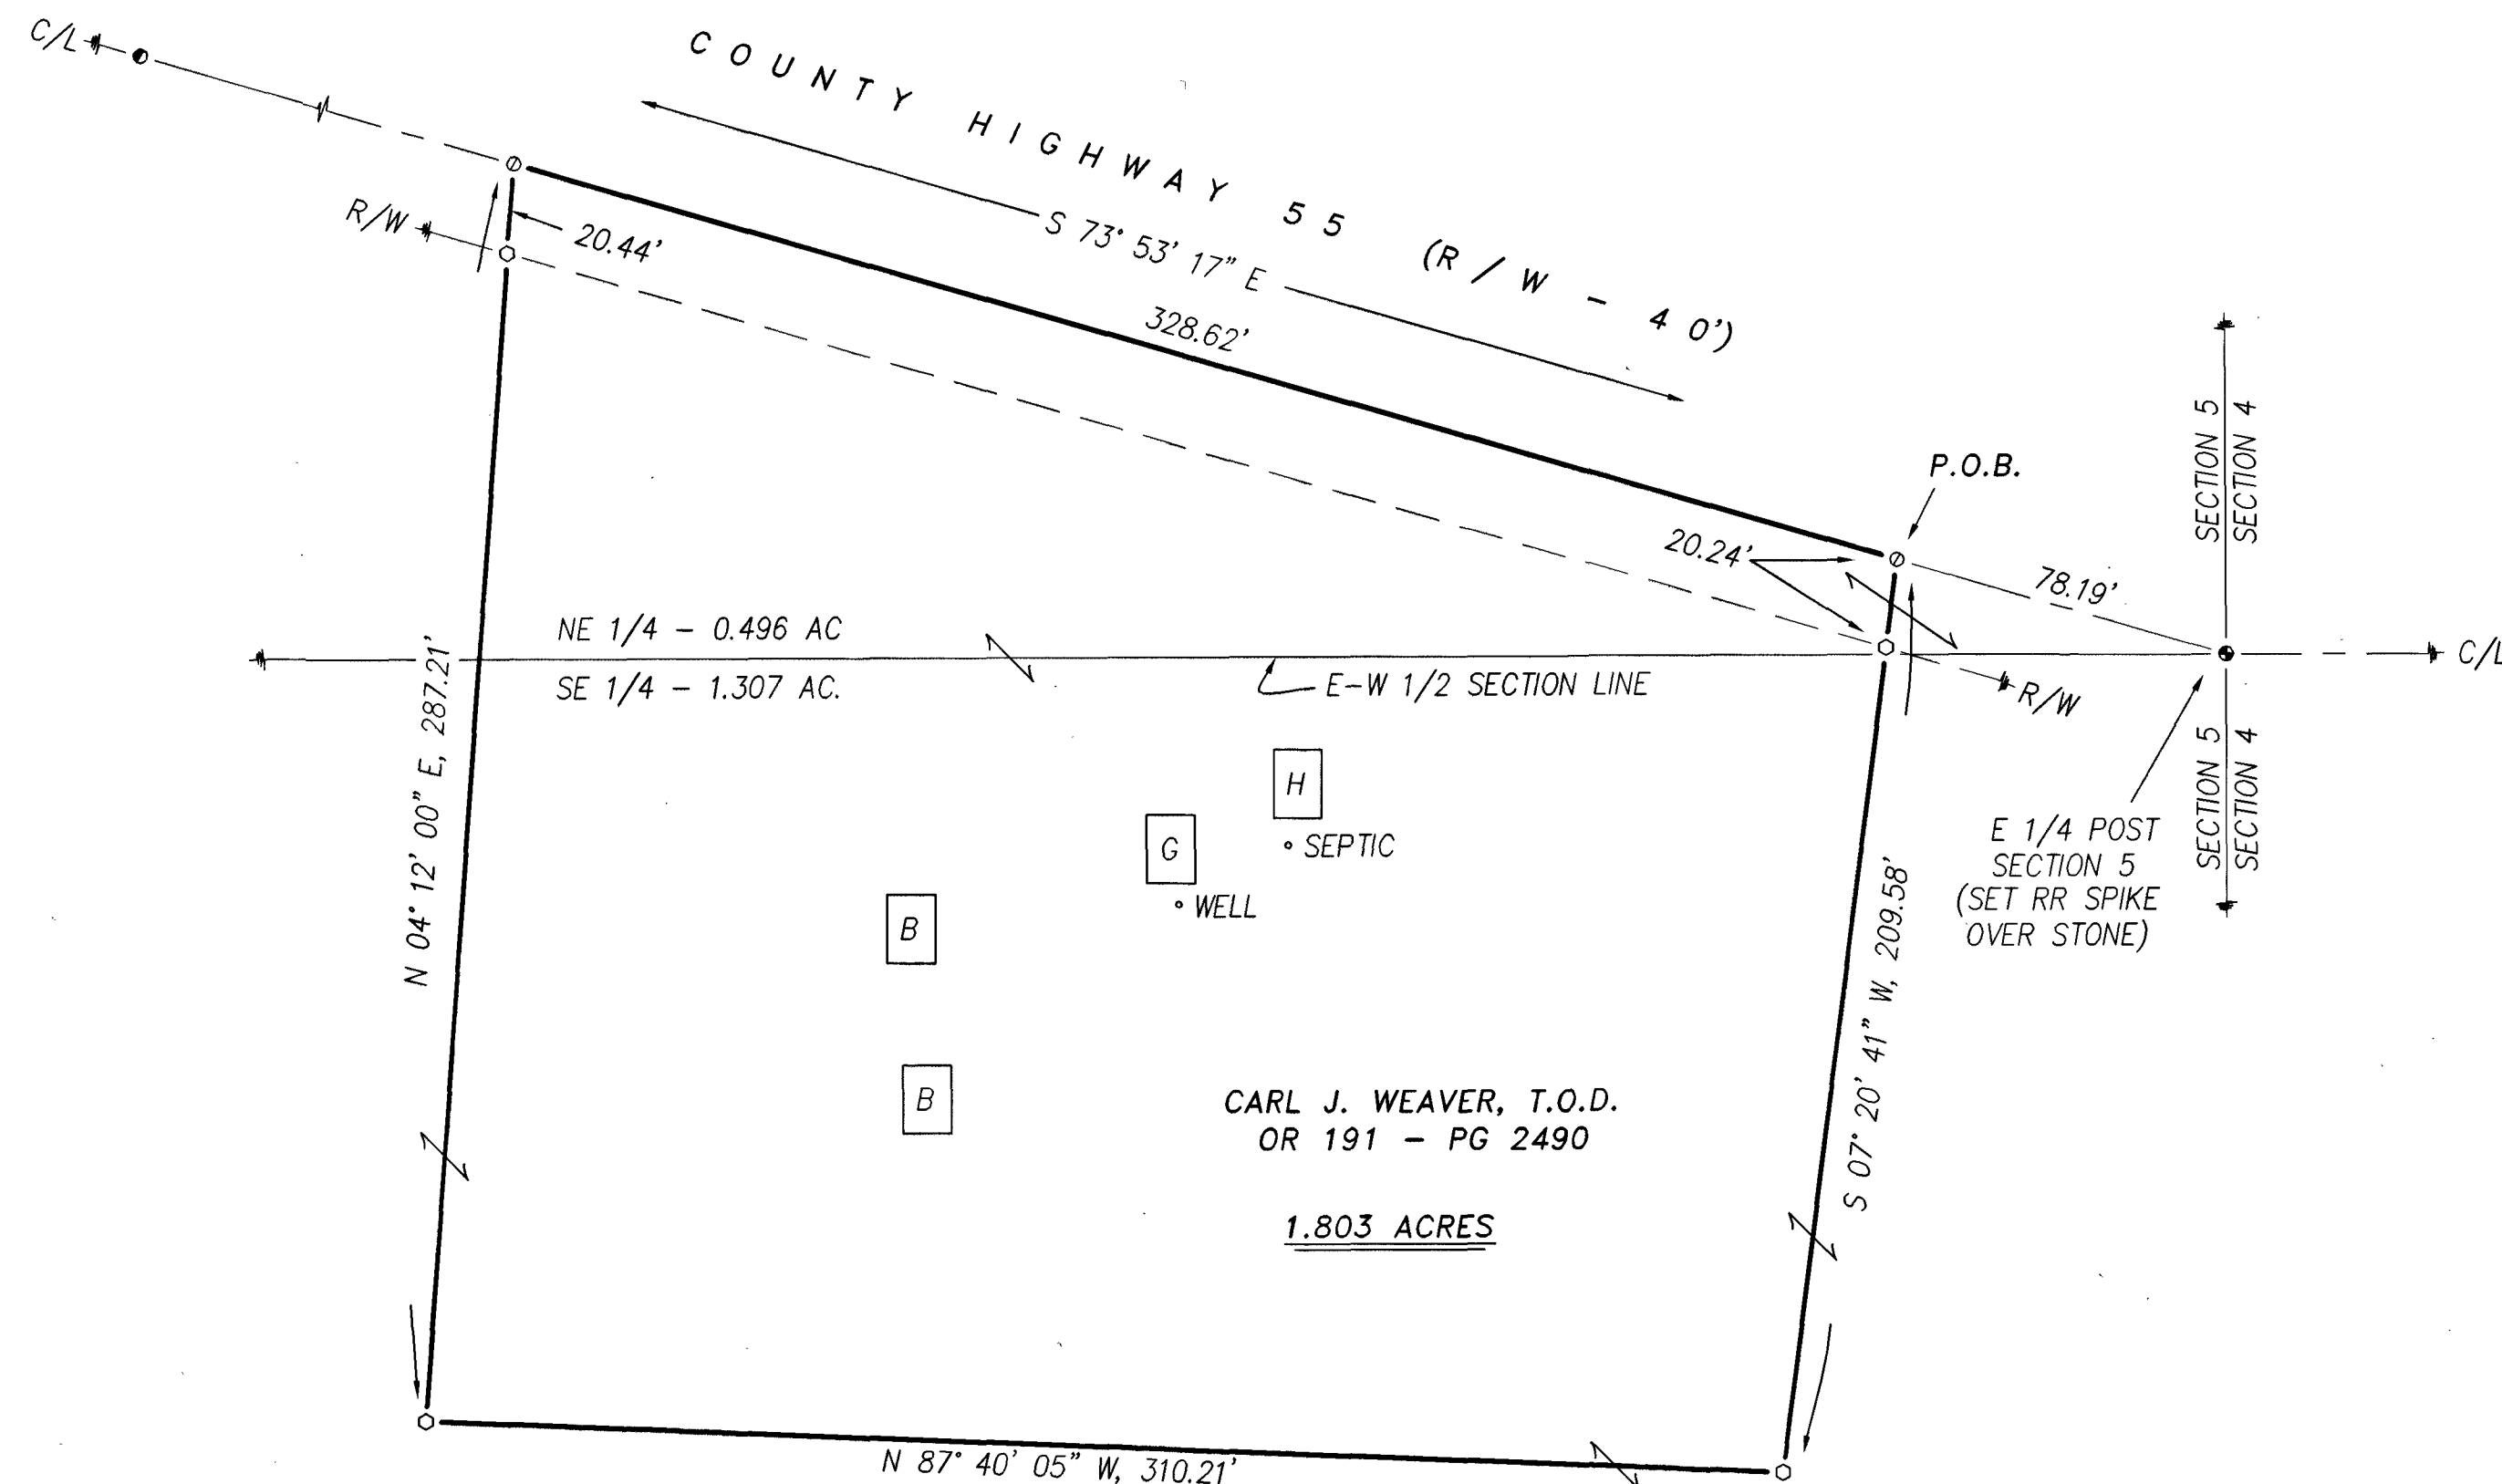 C/L
COUNTY HIGHWAY 55 (R/W - 40')
S 73° 53' 17" E
328.62'
R/W
20.44'
P.O.B.
20.24'
78.19'
SECTION 5
SECTION 4
NE 1/4 - 0.496 AC
SE 1/4 - 1.307 AC.
E-W 1/2 SECTION LINE
C/L
R/W
N 04° 12' 00" E, 287.21'
H
SEPTIC
G
WELL
B
B
SECTION 5
SECTION 4
E 1/4 POST
SECTION 5
(SET RR SPIKE
OVER STONE)
S 07° 20' 41" W, 209.58'
CARL J. WEAVER, T.O.D.
OR 191 - PG 2490
1.803 ACRES
N 87° 40' 05" W, 310.21'